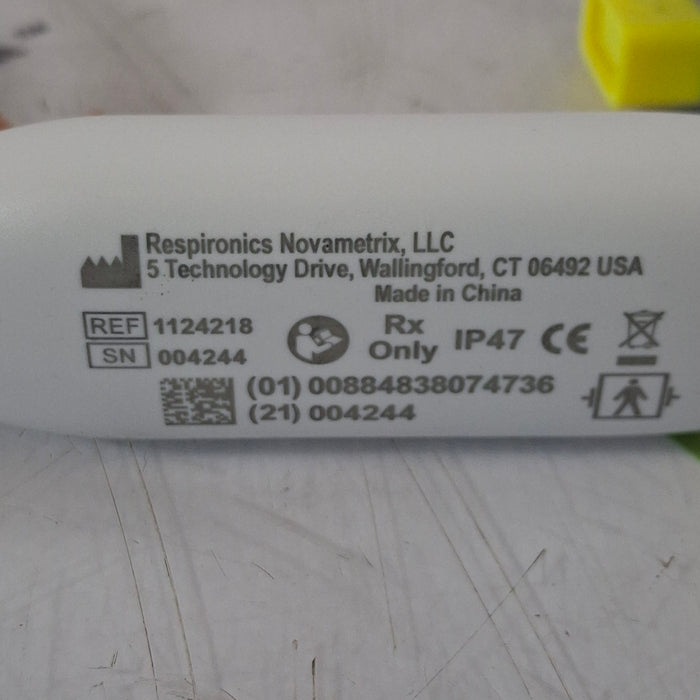 Respironics Novametrix, LLC
5 Technology Drive, Wallingford, CT 06492 USA
Made in China
REF 1124218
SN 004244
Rx
Only
IP47
CE
(01) 00884838074736
(21) 004244